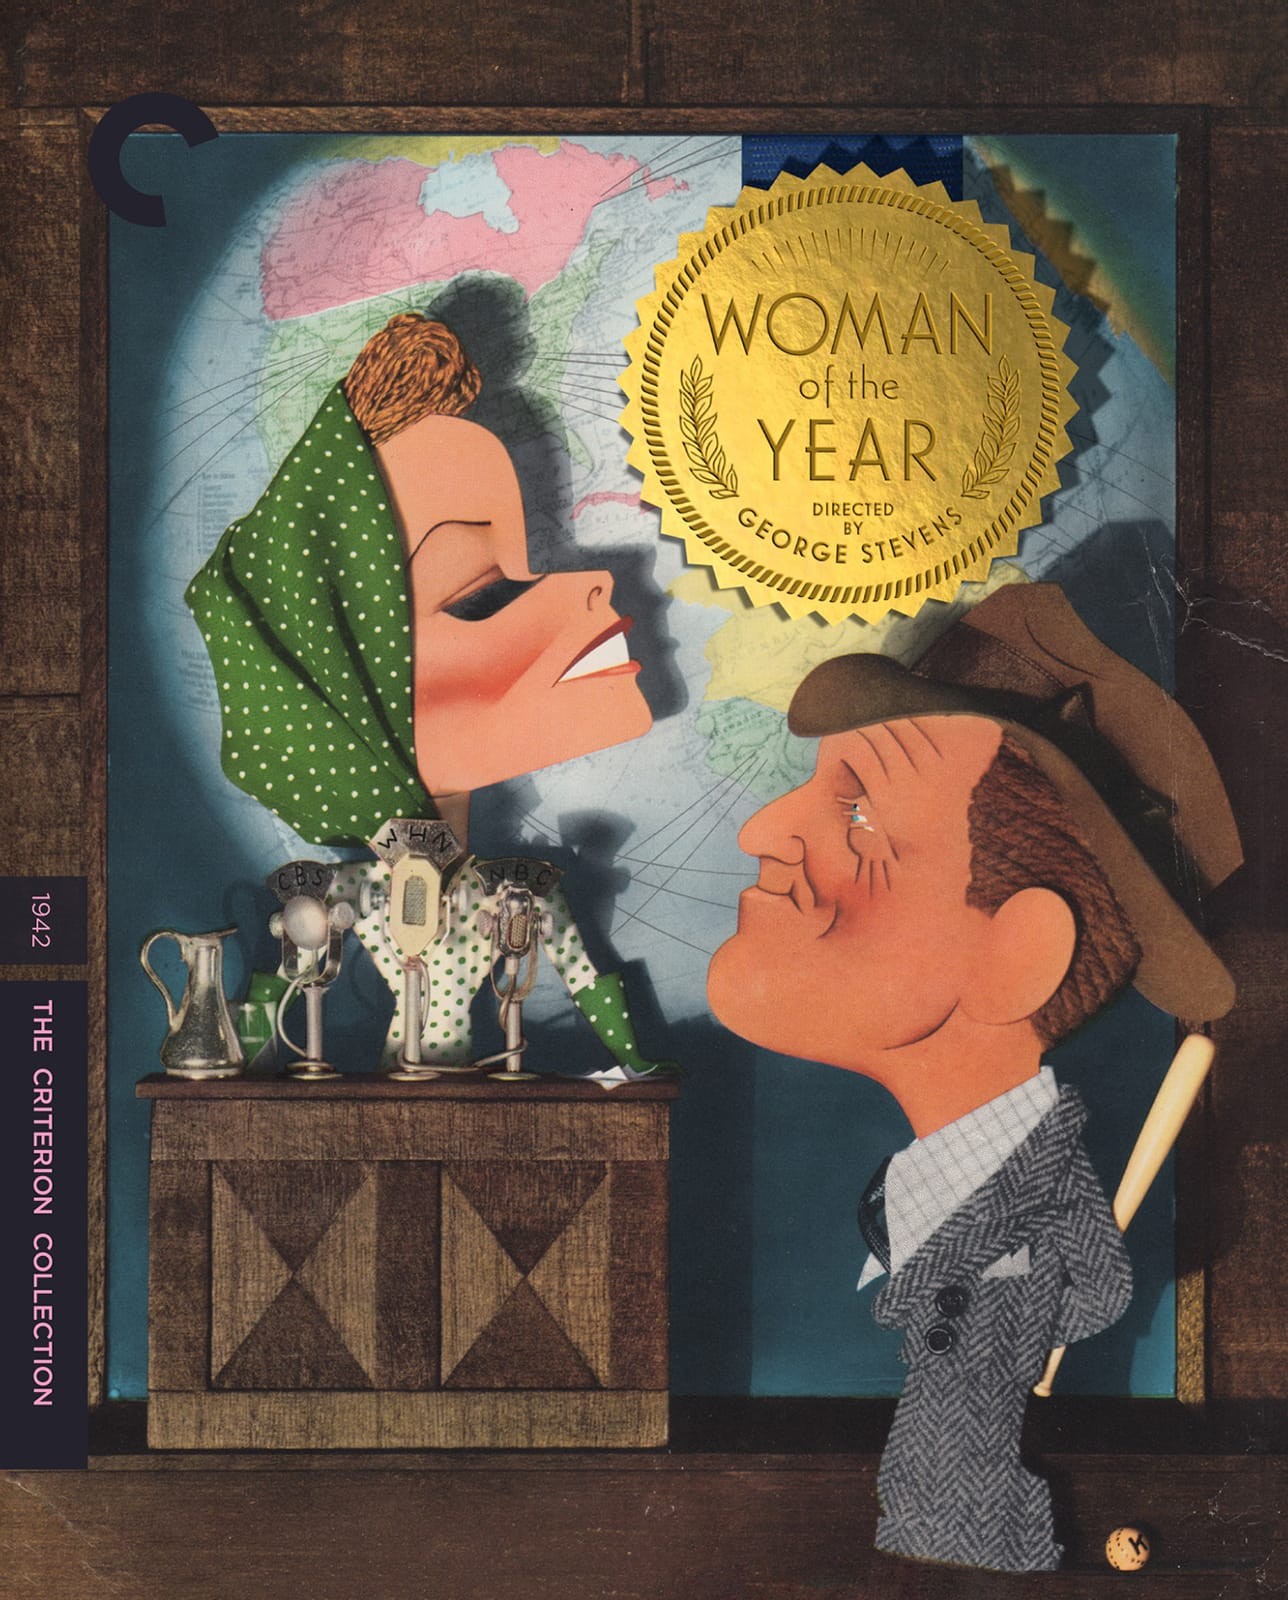 WOMAN
of the
YEAR
DIRECTED
BY
GEORGE STEVENS
WHN
CBS
NBC
1942
THE CRITERION COLLECTION
K